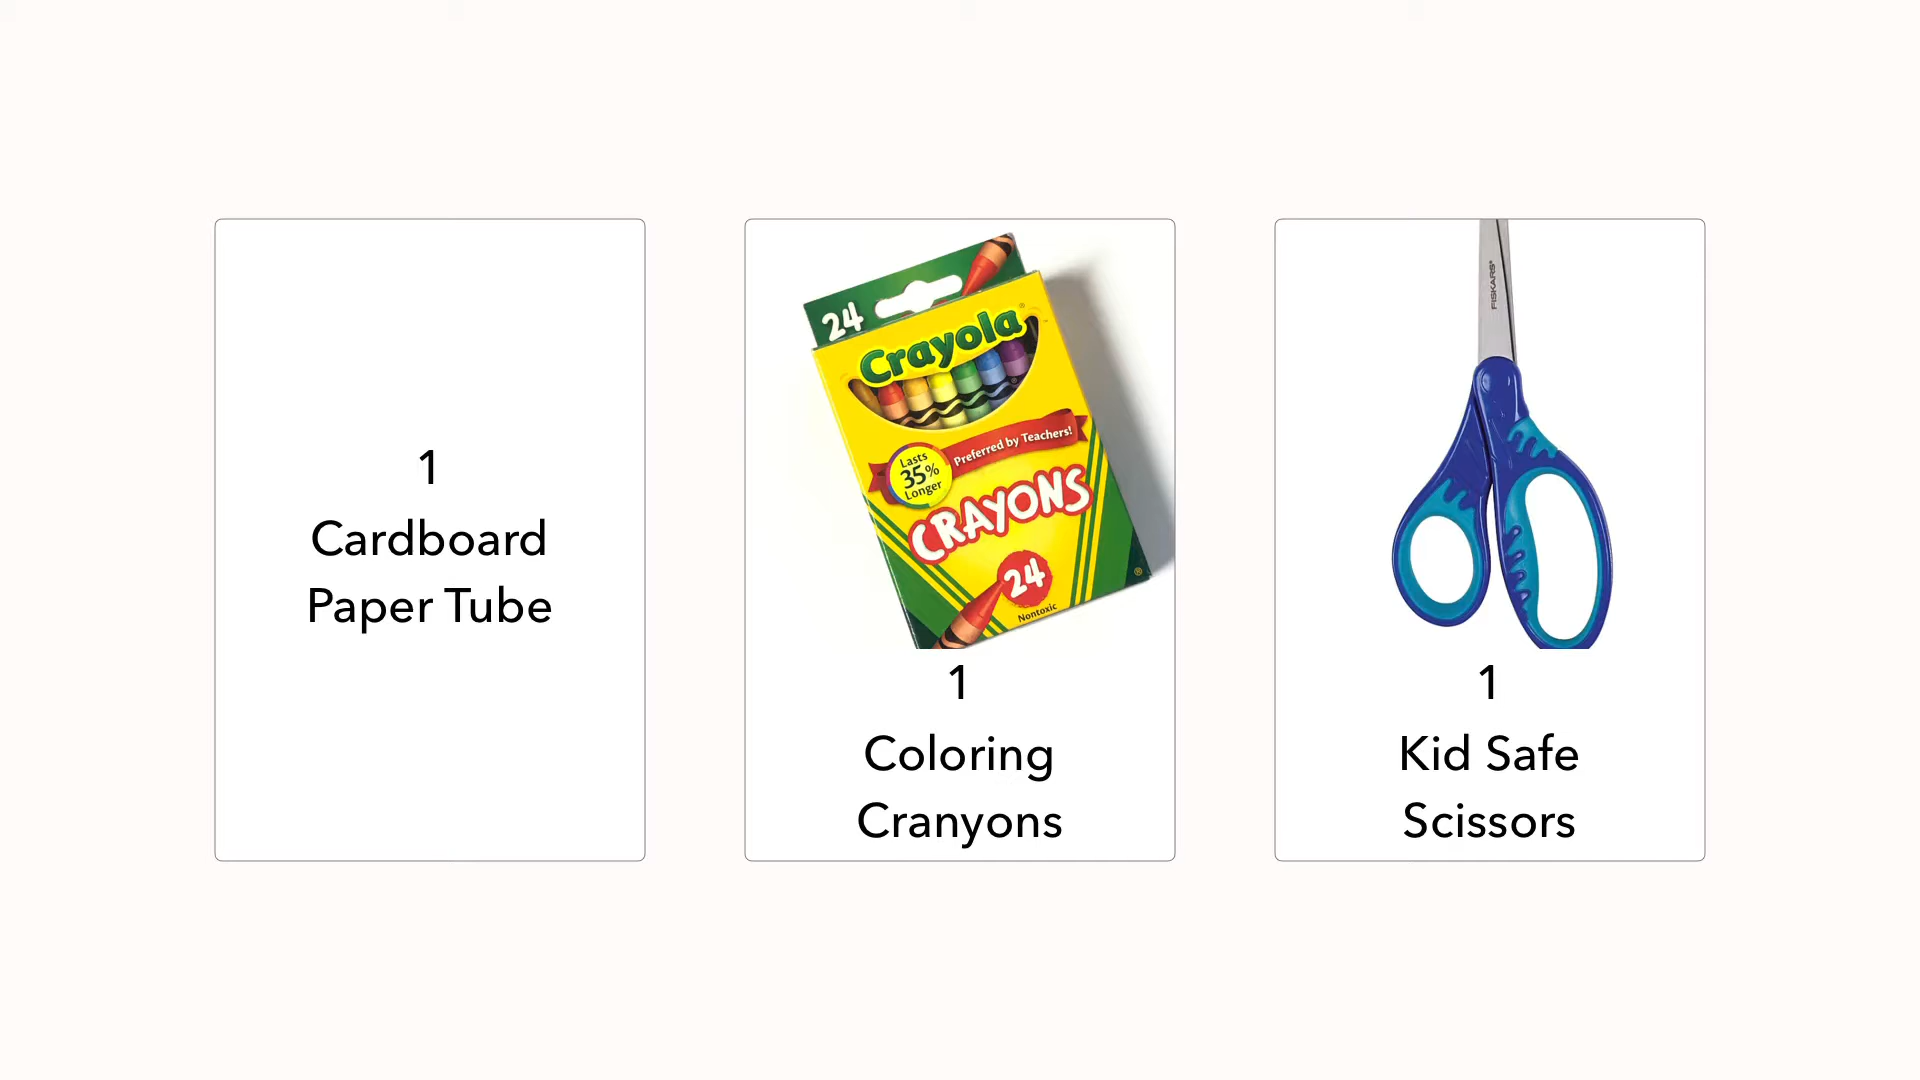 1
Cardboard
Paper Tube
24
Crayola
Lasts
35%
Longer
Preferred by Teachers!
CRAYONS
24
Nontoxic
1
Coloring
Cranyons
FISKARS®
1
Kid Safe
Scissors